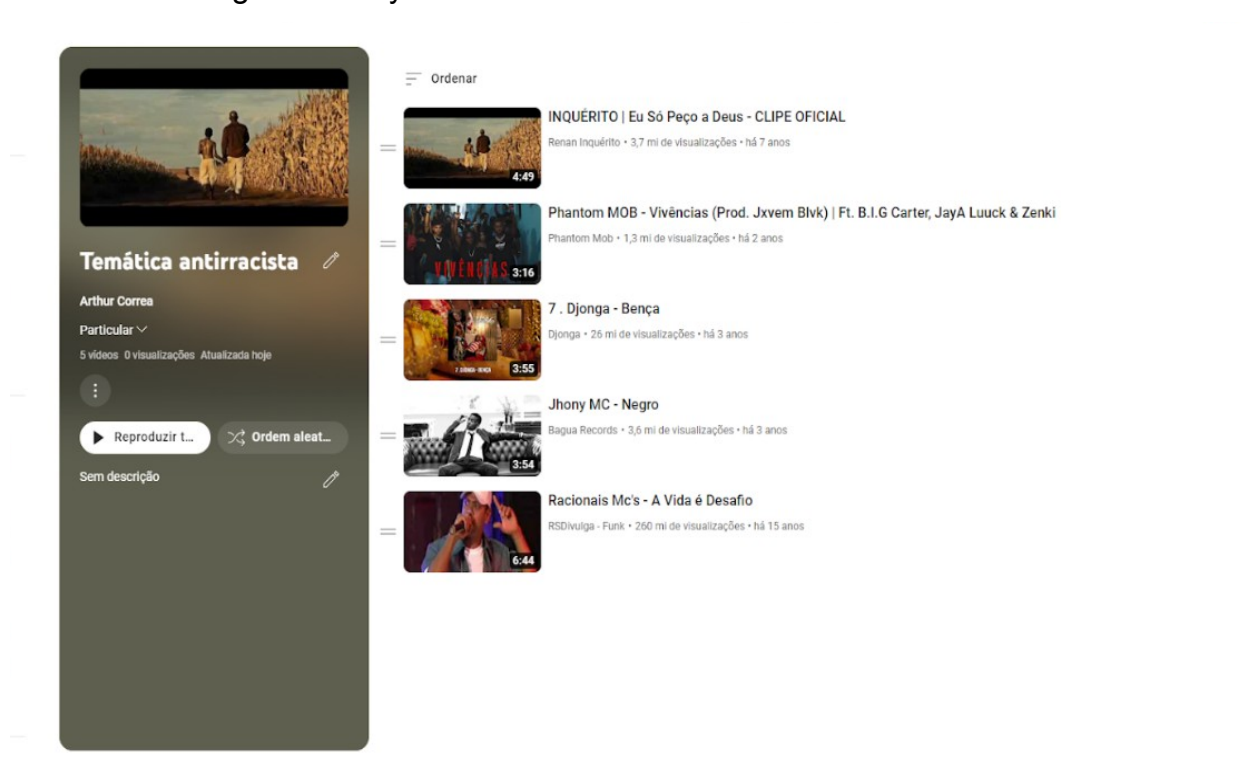 Temática antirracista
Arthur Correa
Particular
5 vídeos 0 visualizações Atualizada hoje
Reproduzir t...
Ordem aleat...
Sem descrição
Ordenar
4:49
INQUÉRITO | Eu Só Peço a Deus - CLIPE OFICIAL
Renan Inquérito • 3,7 mi de visualizações • há 7 anos
VIVÊNCIAS
3:16
Phantom MOB - Vivências (Prod. Jxvem Blvk) | Ft. B.I.G Carter, JayA Luuck & Zenki
Phantom Mob • 1,3 mi de visualizações • há 2 anos
7 .DJONGA - BENÇA
3:55
7 . Djonga - Bença
Djonga • 26 mi de visualizações • há 3 anos
3:54
Jhony MC - Negro
Bagua Records • 3,6 mi de visualizações • há 3 anos
6:44
Racionais Mc's - A Vida é Desafio
RSDivulga - Funk • 260 mi de visualizações • há 15 anos